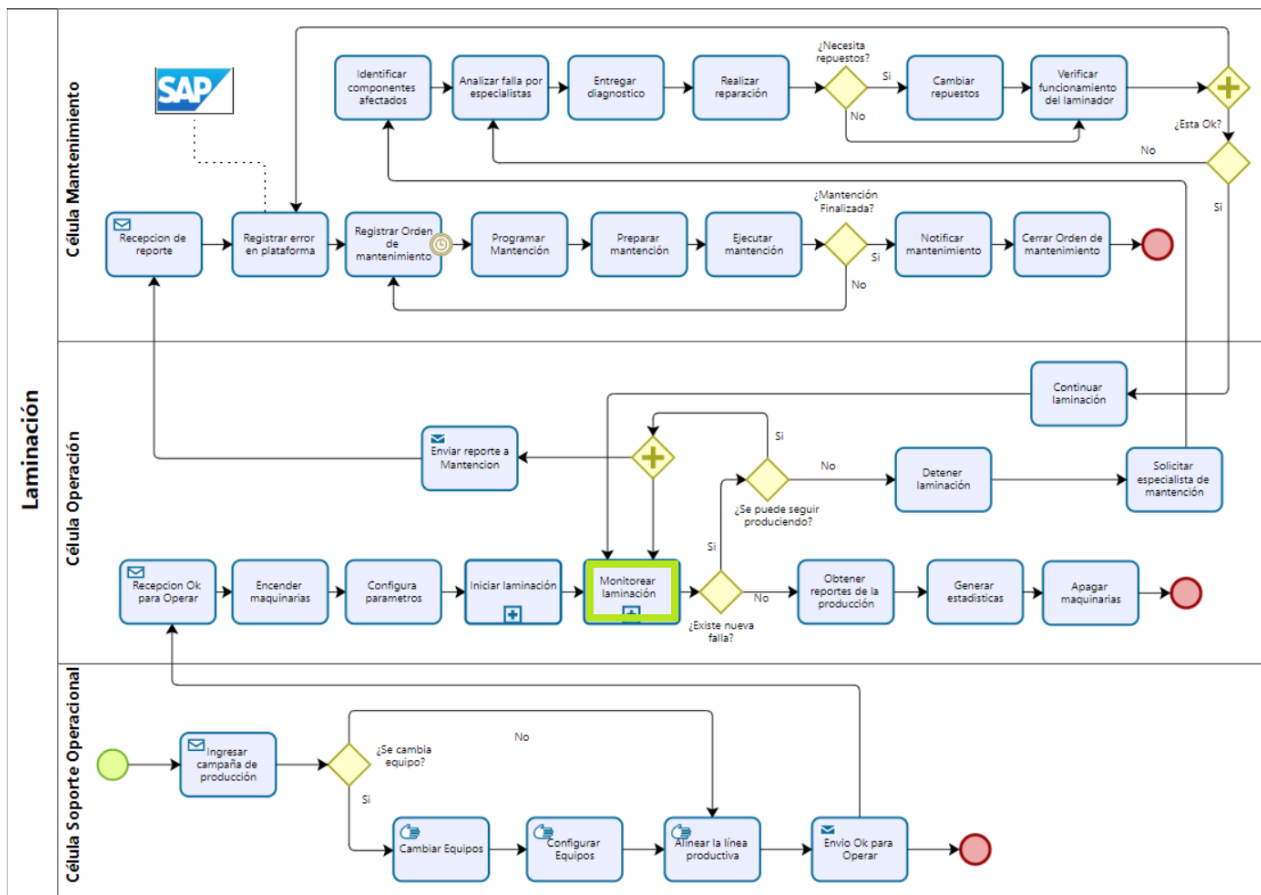 Laminación
Célula Mantenimiento
SAP
Identificar
componentes
afectados
Analizar falla por
especialistas
Entregar
diagnostico
Realizar
reparación
¿Necesita
repuestos?
Si
No
Cambiar
repuestos
Verificar
funcionamiento
del laminador
¿Esta Ok?
No
Si
Recepcion de
reporte
Registrar error
en plataforma
Registrar Orden
de
mantenimiento
Programar
Mantención
Preparar
mantención
Ejecutar
mantención
¿Mantención
Finalizada?
Si
No
Notificar
mantenimiento
Cerrar Orden de
mantenimiento
Célula Operación
Continuar
laminación
Enviar reporte a
Mantencion
Si
No
¿Se puede seguir
produciendo?
Detener
laminación
Solicitar
especialista de
mantención
Recepcion Ok
para Operar
Encender
maquinarias
Configura
parametros
Iniciar laminación
Monitorear
laminación
Si
No
¿Existe nueva
falla?
Obtener
reportes de la
producción
Generar
estadisticas
Apagar
maquinarias
Célula Soporte Operacional
Ingresar
campaña de
producción
¿Se cambia
equipo?
No
Si
Cambiar Equipos
Configurar
Equipos
Alinear la línea
productiva
Envio Ok para
Operar